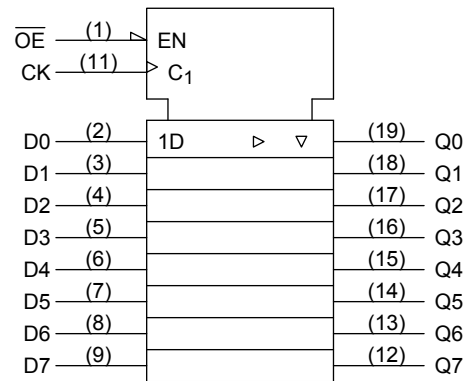 OE (1) EN
CK (11) C1
D0 (2) 1D (19) Q0
D1 (3) (18) Q1
D2 (4) (17) Q2
D3 (5) (16) Q3
D4 (6) (15) Q4
D5 (7) (14) Q5
D6 (8) (13) Q6
D7 (9) (12) Q7